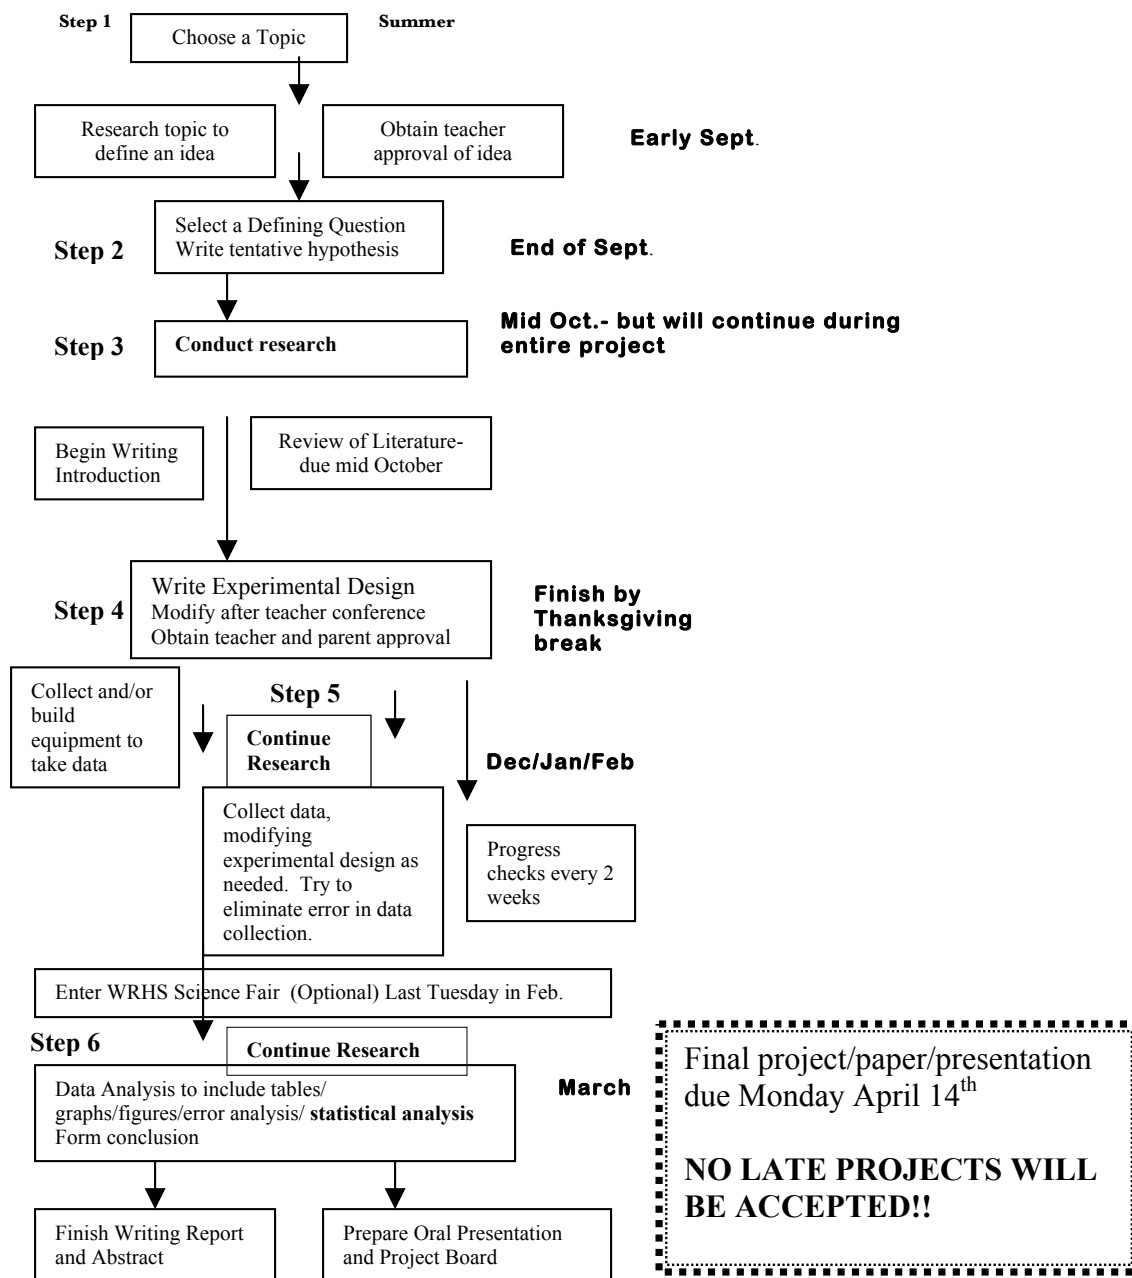 Step 1
Choose a Topic
Summer
Research topic to
define an idea
Obtain teacher
approval of idea
Early Sept.
Step 2
Select a Defining Question
Write tentative hypothesis
End of Sept.
Step 3
Conduct research
Mid Oct.- but will continue during
entire project
Begin Writing
Introduction
Review of Literature-
due mid October
Step 4
Write Experimental Design
Modify after teacher conference
Obtain teacher and parent approval
Finish by
Thanksgiving
break
Collect and/or
build
equipment to
take data
Step 5
Continue
Research
Dec/Jan/Feb
Collect data,
modifying
experimental design as
needed. Try to
eliminate error in data
collection.
Progress
checks every 2
weeks
Enter WRHS Science Fair (Optional) Last Tuesday in Feb.
Step 6
Continue Research
Data Analysis to include tables/
graphs/figures/error analysis/ statistical analysis
Form conclusion
March
Finish Writing Report
and Abstract
Prepare Oral Presentation
and Project Board
Final project/paper/presentation
due Monday April 14th
NO LATE PROJECTS WILL
BE ACCEPTED!!